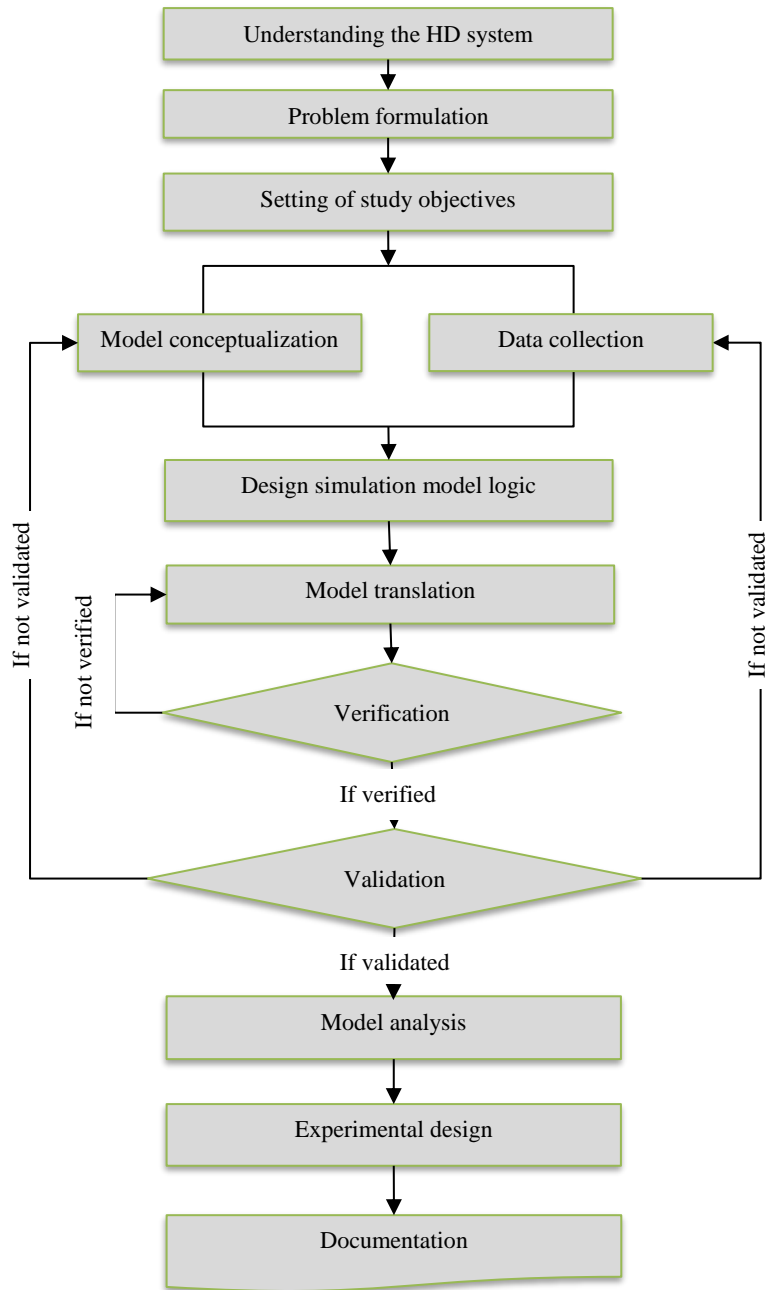 Understanding the HD system
Problem formulation
Setting of study objectives
Model conceptualization
Data collection
Design simulation model logic
Model translation
If not validated
If not verified
If not validated
Verification
If verified
Validation
If validated
Model analysis
Experimental design
Documentation